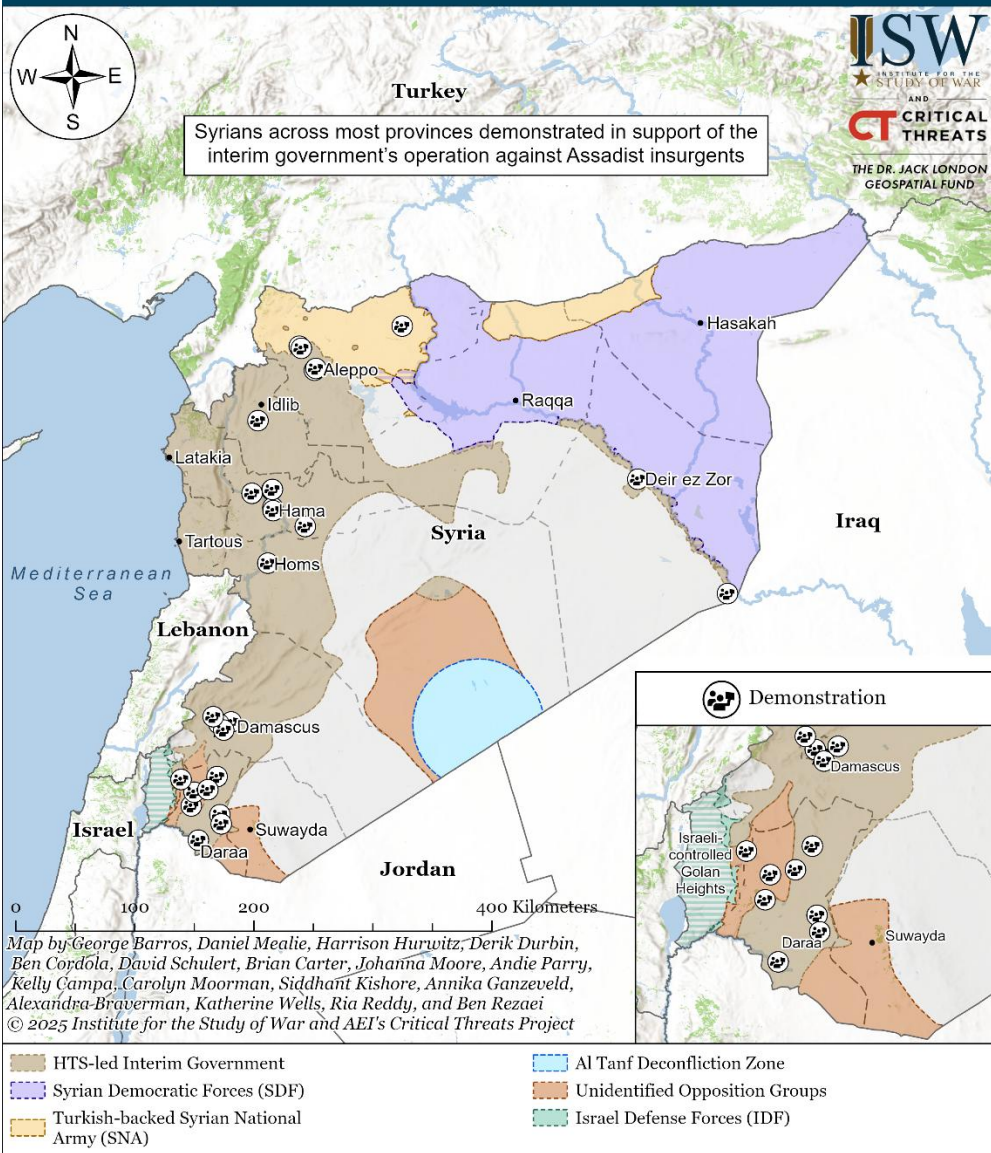 N
W
E
S
ISW
INSTITUTE FOR THE
STUDY OF WAR
AND
CT CRITICAL
THREATS
THE DR. JACK LONDON
GEOSPATIAL FUND
Turkey
Syrians across most provinces demonstrated in support of the
interim government's operation against Assadist insurgents
Hasakah
Aleppo
Idlib
Raqqa
Latakia
Deir ez Zor
Hama
Syria
Iraq
Tartous
Homs
Mediterranean
Sea
Lebanon
Damascus
Israel
Suwayda
Daraa
Jordan
Demonstration
Damascus
Israeli-
controlled
Golan
Heights
Daraa
Suwayda
0 100 200 400 Kilometers
Map by George Barros, Daniel Mealie, Harrison Hurwitz, Derik Durbin,
Ben Cordola, David Schulert, Brian Carter, Johanna Moore, Andie Parry,
Kelly Campa, Carolyn Moorman, Siddhant Kishore, Annika Ganzeveld,
Alexandra Braverman, Katherine Wells, Ria Reddy, and Ben Rezaei
© 2025 Institute for the Study of War and AEI's Critical Threats Project
HTS-led Interim Government
Syrian Democratic Forces (SDF)
Turkish-backed Syrian National
Army (SNA)
Al Tanf Deconfliction Zone
Unidentified Opposition Groups
Israel Defense Forces (IDF)